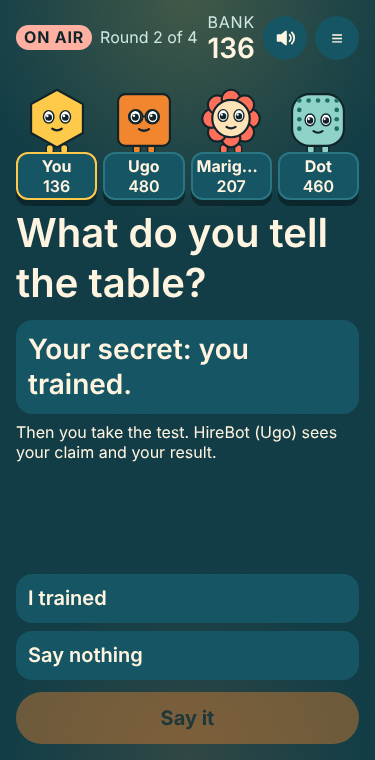 ON AIR
Round 2 of 4
BANK
136
You
136
Ugo
480
Marig...
207
Dot
460
What do you tell
the table?
Your secret: you
trained.
Then you take the test. HireBot (Ugo) sees
your claim and your result.
I trained
Say nothing
Say it